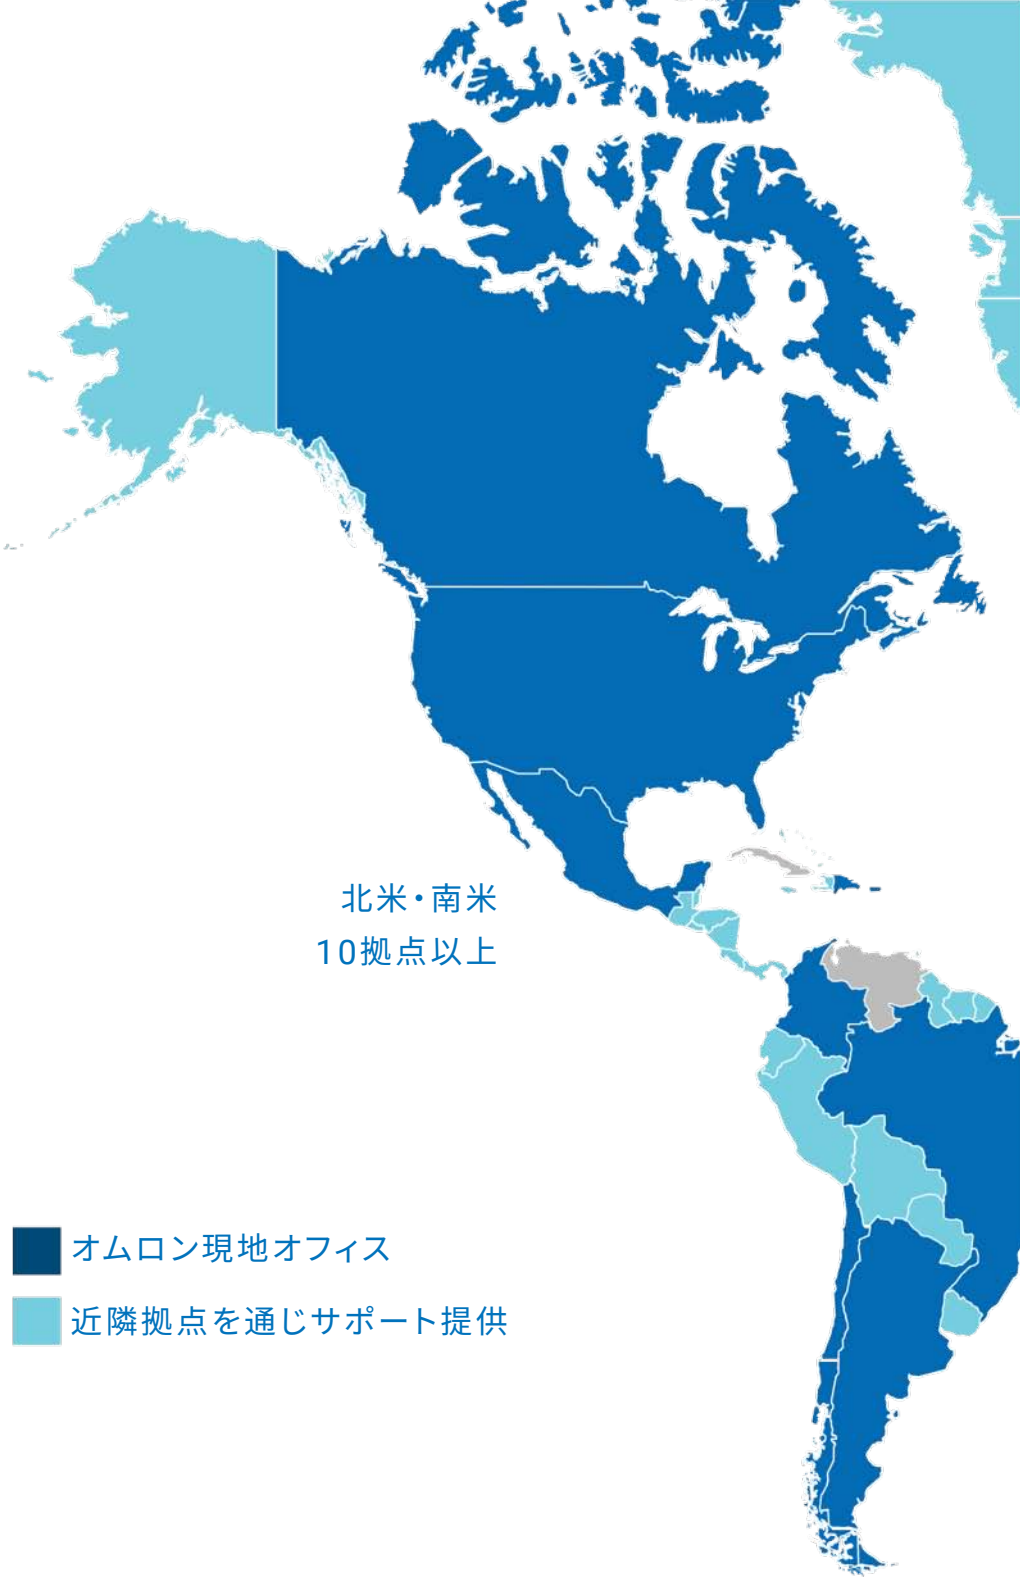 北米・南米
10拠点以上
オムロン現地オフィス
近隣拠点を通じサポート提供